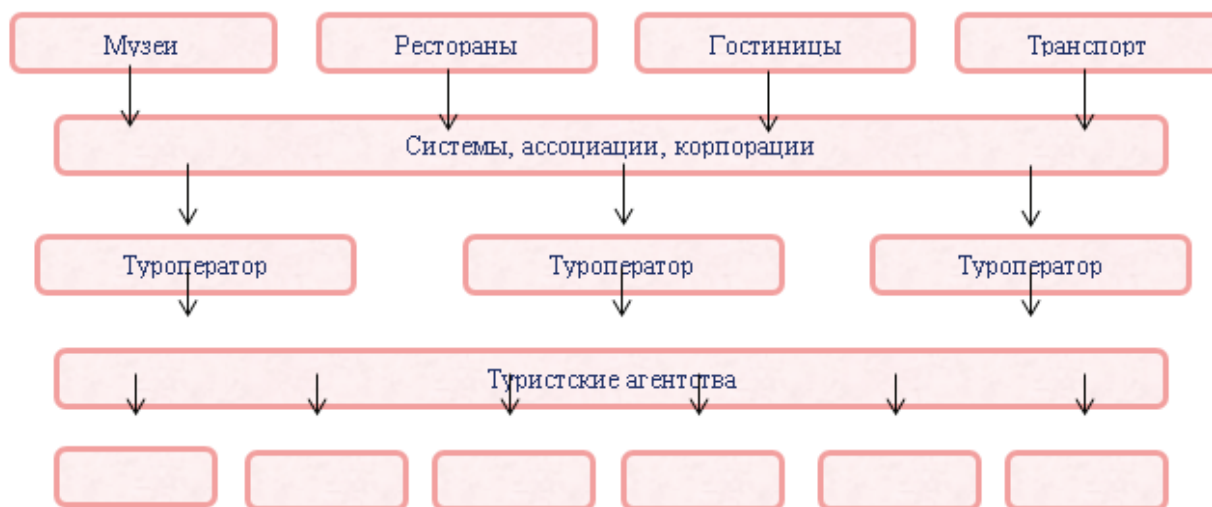 Музеи
Рестораны
Гостиницы
Транспорт
Системы, ассоциации, корпорации
Туроператор
Туроператор
Туроператор
Туристские агентства